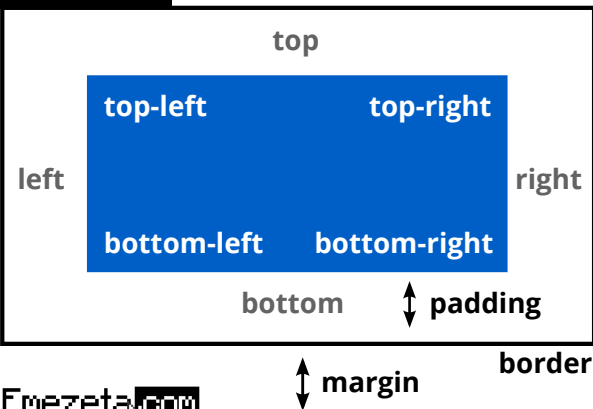 top
top-left top-right
left right
bottom-left bottom-right
bottom padding
border
margin
Emezeta.com